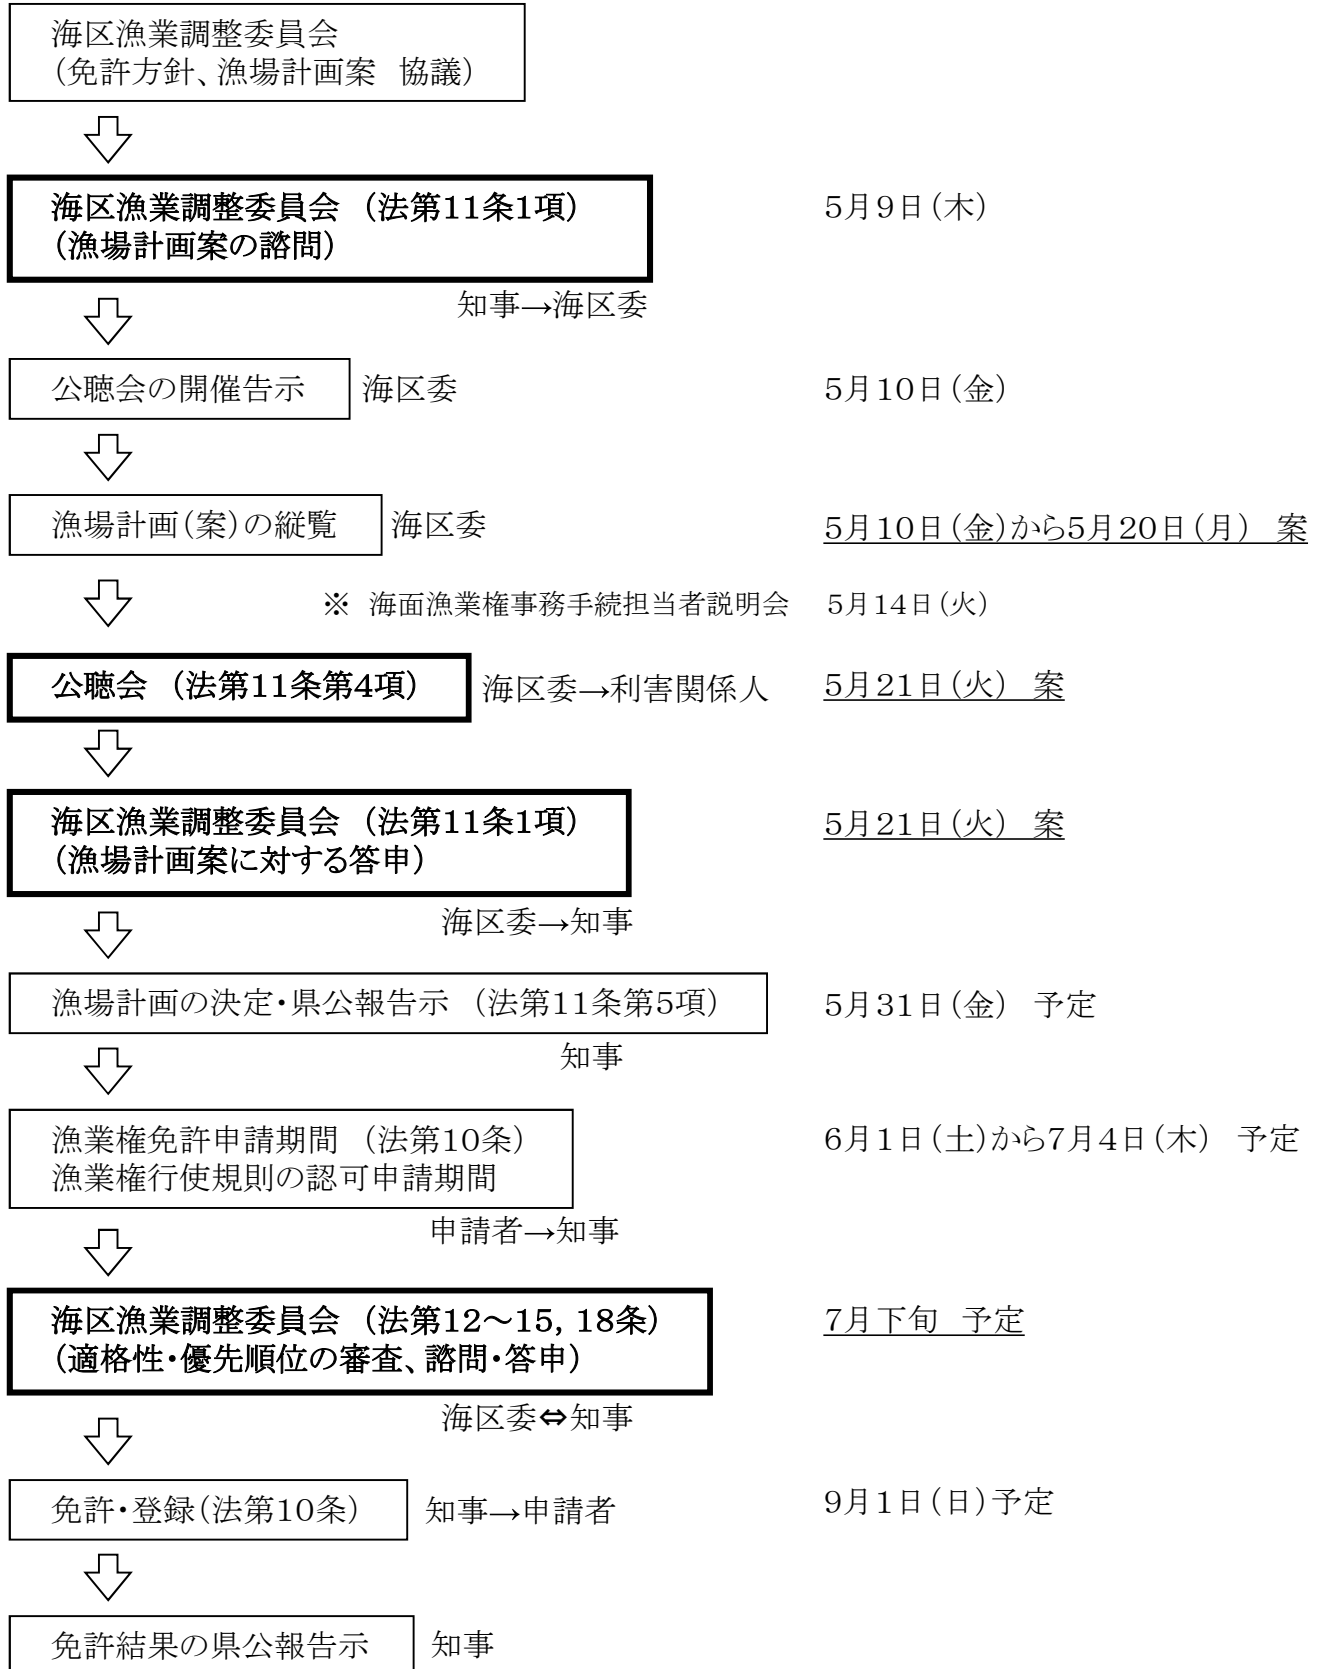 海区漁業調整委員会
（免許方針、漁場計画案　協議）
海区漁業調整委員会　（法第１１条１項）
（漁場計画案の諮問）
5月9日（木）
知事→海区委
公聴会の開催告示
海区委
5月10日（金）
漁場計画（案）の縦覧
海区委
5月10日（金）から5月20日（月）　案
※　海面漁業権事務手続担当者説明会　5月14日（火）
公聴会　（法第11条第4項）
海区委→利害関係人
5月21日（火）　案
海区漁業調整委員会　（法第11条1項）
（漁場計画案に対する答申）
5月21日（火）　案
海区委→知事
漁場計画の決定・県公報告示　（法第11条第5項）
5月31日（金）　予定
知事
漁業権免許申請期間　（法第10条）
漁業権行使規則の認可申請期間
6月1日（土）から7月4日（木）　予定
申請者→知事
海区漁業調整委員会　（法第12～15，18条）
（適格性・優先順位の審査、諮問・答申）
7月下旬　予定
海区委⇔知事
免許・登録（法第10条）
知事→申請者
9月1日（日）予定
免許結果の県公報告示
知事